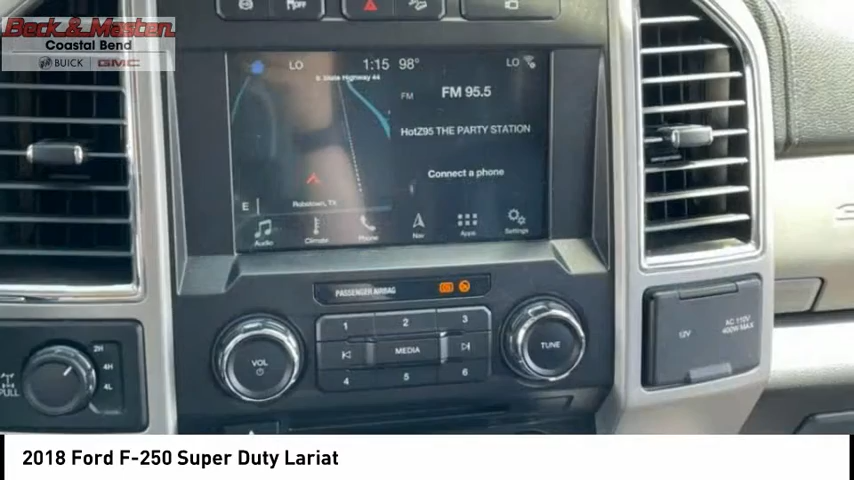 Beck & Masten
Coastal Bend
BUICK GMC
OFF
LO 1:15 98° LO
S. State Highway 44
FM FM 95.5
HotZ95 THE PARTY STATION
Connect a phone
Robstown, TX
E
Audio Climate Phone Nav Apps Settings
PASSENGER AIRBAG
1 2 3
VOL MEDIA TUNE
4 5 6
2H
4H
4L
PULL
12V
AC 110V
400W MAX
2018 Ford F-250 Super Duty Lariat